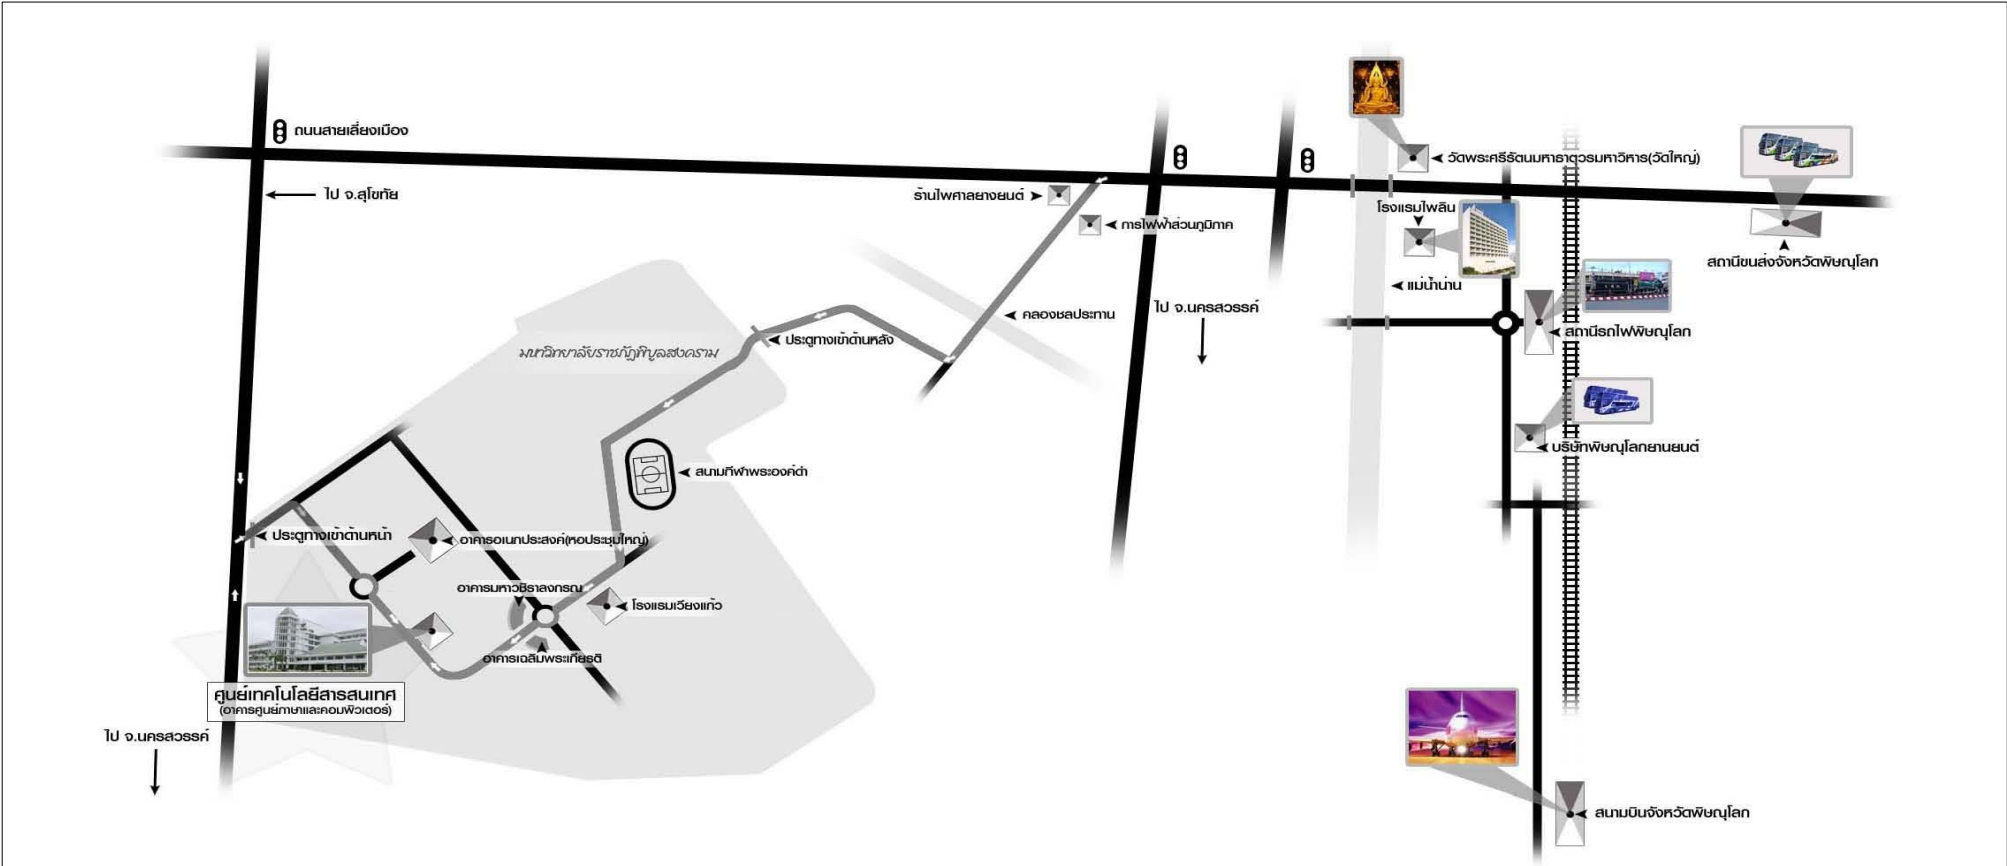 ถนนสายเลี่ยงเมือง
วัดพระศรีรัตนมหาธาตุวรมหาวิหาร(วัดใหญ่)
ไป จ.สุโขทัย
ร้านไพศาลยางยนต์
โรงแรมไพลิน
การไฟฟ้าส่วนภูมิภาค
สถานีขนส่งจังหวัดพิษณุโลก
แม่น้ำน่าน
คลองชลประทาน
ไป จ.นครสวรรค์
สถานีรถไฟพิษณุโลก
ประตูทางเข้าด้านหลัง
มหาวิทยาลัยราชภัฏพิบูลสงคราม
บริษัทพิษณุโลกยานยนต์
สนามกีฬาพระองค์ดำ
ประตูทางเข้าด้านหน้า
อาคารอเนกประสงค์(หอประชุมใหญ่)
อาคารมหาวชิราลงกรณ
โรงแรมเวียงแก้ว
อาคารเฉลิมพระเกียรติ
ศูนย์เทคโนโลยีสารสนเทศ
(อาคารศูนย์ภาษาและคอมพิวเตอร์)
ไป จ.นครสวรรค์
สนามบินจังหวัดพิษณุโลก